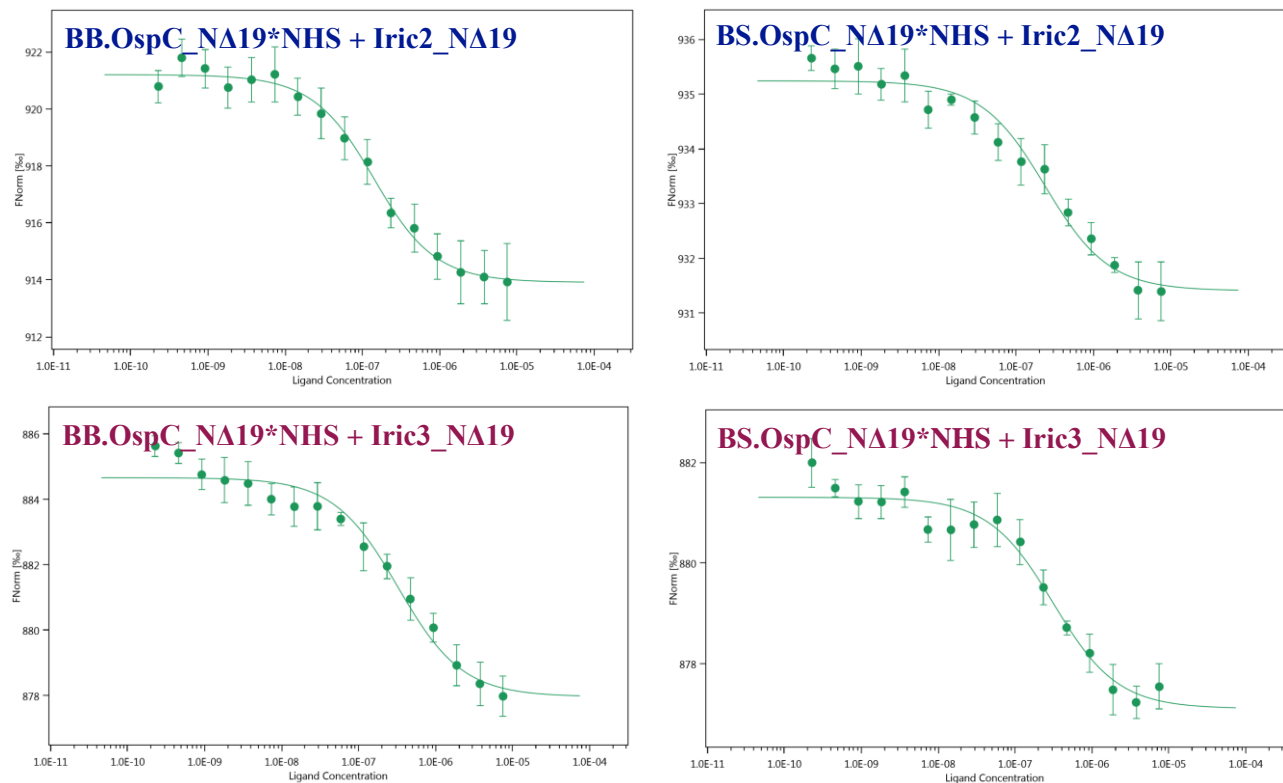 BB.OspC_NΔ19*NHS + Iric2_NΔ19
FNorm [‰]
922
920
918
916
914
912
1.0E-11 1.0E-10 1.0E-09 1.0E-08 1.0E-07 1.0E-06 1.0E-05 1.0E-04
Ligand Concentration
BS.OspC_NΔ19*NHS + Iric2_NΔ19
FNorm [‰]
936
935
934
933
932
931
1.0E-11 1.0E-10 1.0E-09 1.0E-08 1.0E-07 1.0E-06 1.0E-05 1.0E-04
Ligand Concentration
BB.OspC_NΔ19*NHS + Iric3_NΔ19
FNorm [‰]
886
884
882
880
878
1.0E-11 1.0E-10 1.0E-09 1.0E-08 1.0E-07 1.0E-06 1.0E-05 1.0E-04
Ligand Concentration
BS.OspC_NΔ19*NHS + Iric3_NΔ19
FNorm [‰]
882
880
878
1.0E-11 1.0E-10 1.0E-09 1.0E-08 1.0E-07 1.0E-06 1.0E-05 1.0E-04
Ligand Concentration